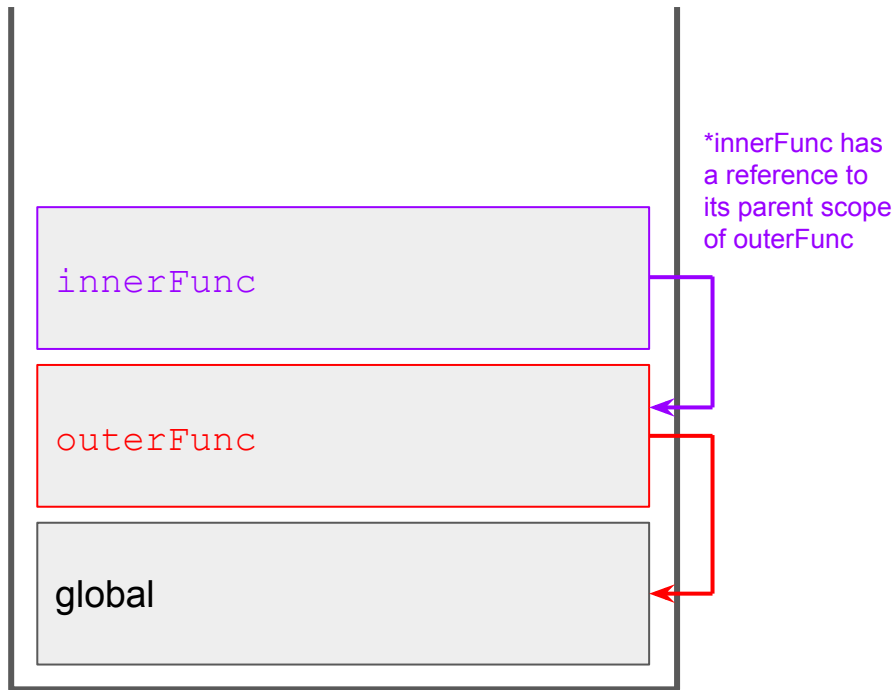 *innerFunc has
a reference to
its parent scope
of outerFunc
innerFunc
outerFunc
global